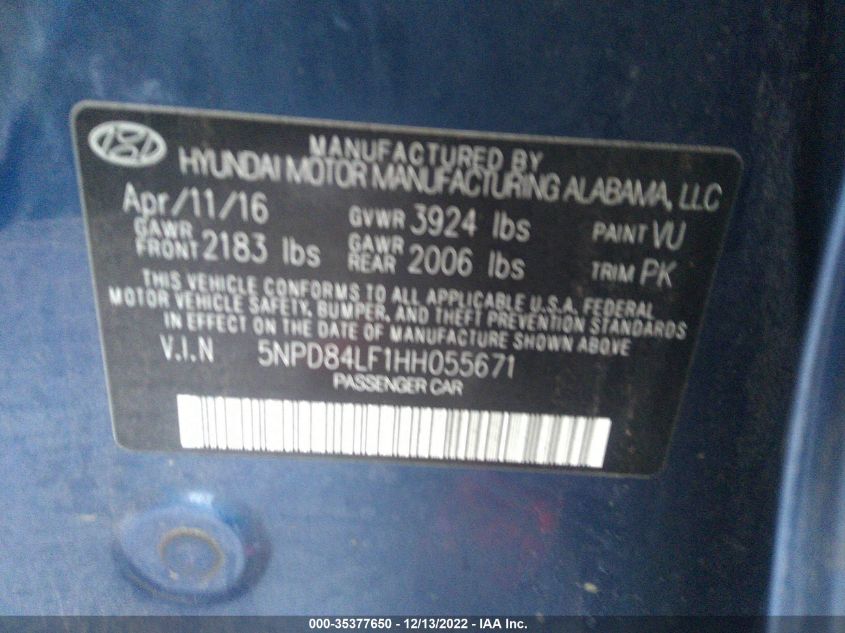 MANUFACTURED BY
HYUNDAI MOTOR MANUFACTURING ALABAMA, LLC
Apr/11/16 GVWR 3924 lbs PAINT VU
GAWR FRONT 2183 lbs GAWR REAR 2006 lbs TRIM PK
THIS VEHICLE CONFORMS TO ALL APPLICABLE U.S.A. FEDERAL
MOTOR VEHICLE SAFETY, BUMPER, AND THEFT PREVENTION STANDARDS
IN EFFECT ON THE DATE OF MANUFACTURE SHOWN ABOVE
V.I.N 5NPD84LF1HH055671
PASSENGER CAR
000-35377650 - 12/13/2022 - IAA Inc.